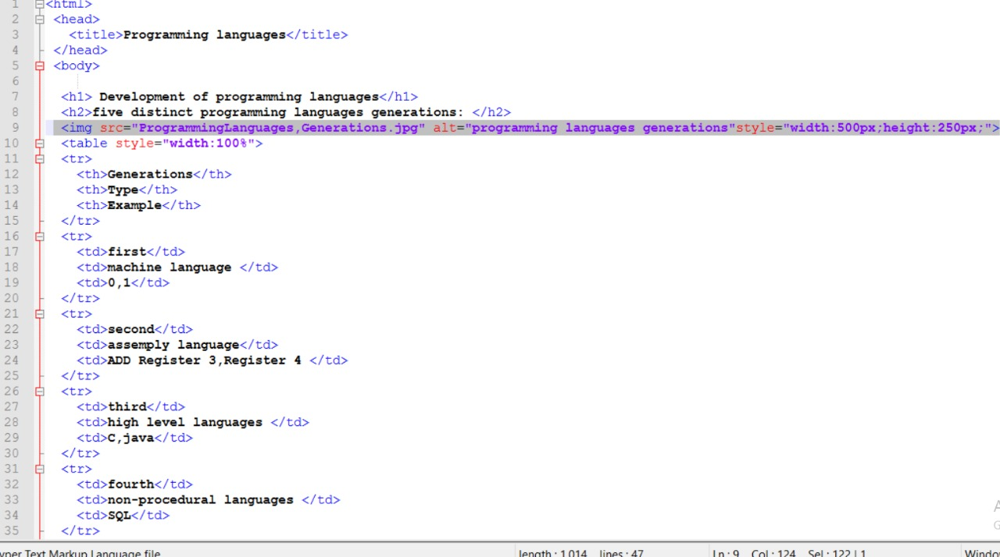 1 <html>
2 <head>
3 <title>Programming languages</title>
4 </head>
5 <body>
6
7 <h1> Development of programming languages</h1>
8 <h2>five distinct programming languages generations: </h2>
9 <img src="ProgrammingLanguages,Generations.jpg" alt="programming languages generations"style="width:500px;height:250px;">
10 <table style="width:100%">
11 <tr>
12 <th>Generations</th>
13 <th>Type</th>
14 <th>Example</th>
15 </tr>
16 <tr>
17 <td>first</td>
18 <td>machine language </td>
19 <td>0,1</td>
20 </tr>
21 <tr>
22 <td>second</td>
23 <td>assemply language</td>
24 <td>ADD Register 3,Register 4 </td>
25 </tr>
26 <tr>
27 <td>third</td>
28 <td>high level languages </td>
29 <td>C,java</td>
30 </tr>
31 <tr>
32 <td>fourth</td>
33 <td>non-procedural languages </td>
34 <td>SQL</td>
35 </tr>
yper Text Markup Language file length : 1,014 lines : 47 Ln : 9 Col : 124 Sel : 122 | 1 Window